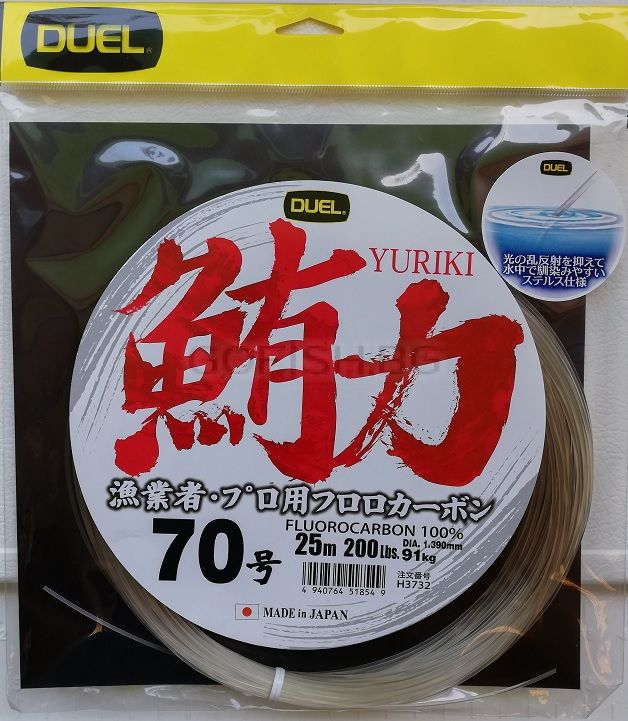 DUEL®
DUEL
光の乱反射を抑えて
水中で馴染みやすい
ステルス仕様
DUEL®
YURIKI
鮪力
GOFISH.BG
漁業者・プロ用フロロカーボン
FLUOROCARBON 100%
70号
25m 200Lbs. 91kg
DIA. 1.390mm
4 940764 518549
注文番号
H3732
MADE in JAPAN